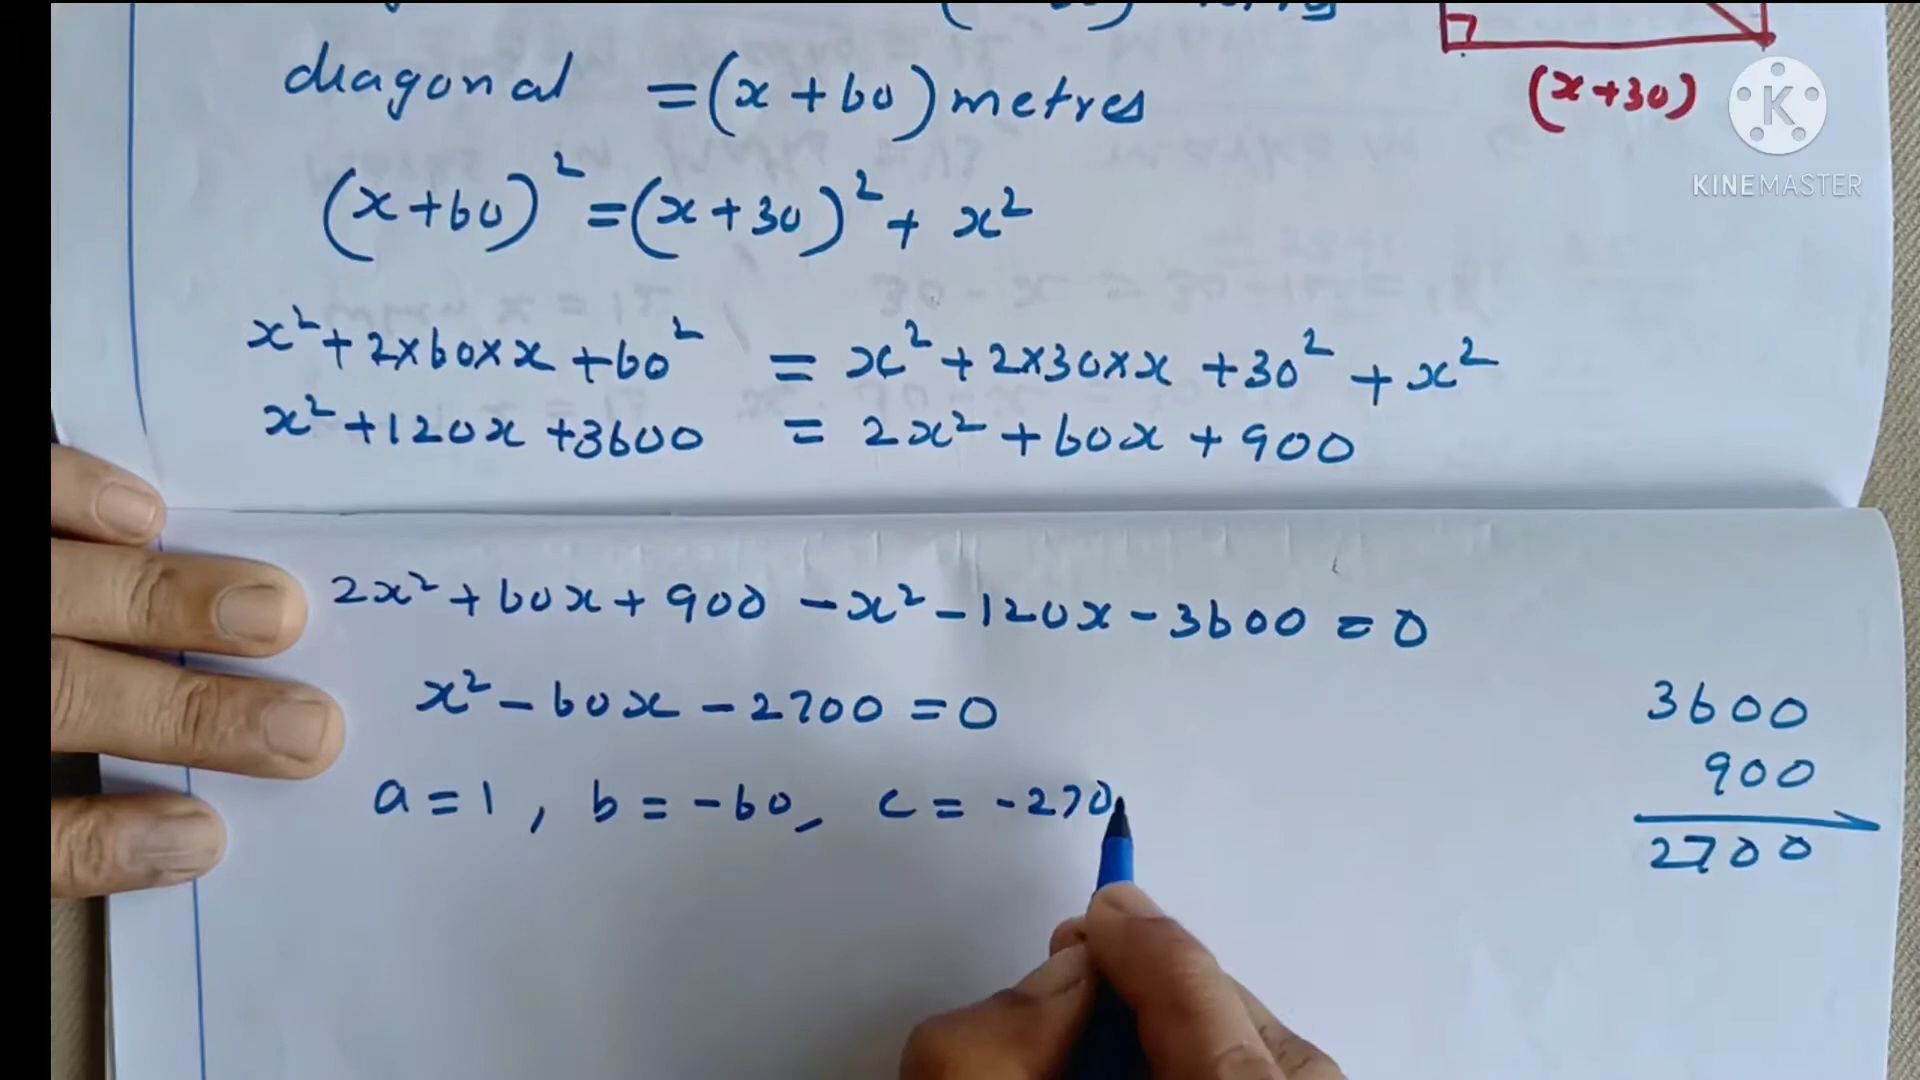 diagonal = (x + 60) metres
(x+30)
KINEMASTER
(x+60)² = (x+30)² + x²
x² + 2×60×x + 60² = x² + 2×30×x + 30² + x²
x² + 120x + 3600 = 2x² + 60x + 900
2x² + 60x + 900 - x² - 120x - 3600 = 0
x² - 60x - 2700 = 0
a = 1, b = -60, c = -270
3600
900
2700